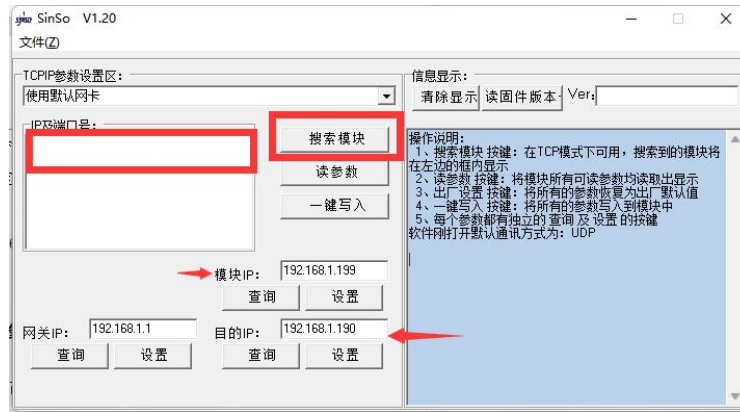 SinSo V1.20
文件(Z)
TCPIP参数设置区：
使用默认网卡
IP及端口号：
搜索模块
读参数
一键写入
模块IP:
192.168.1.199
查询
设置
网关IP:
192.168.1.1
查询
设置
目的IP:
192.168.1.190
查询
设置
信息显示：
清除显示
读固件版本
Ver:
操作说明：
1、搜索模块 按键：在TCP模式下可用，搜索到的模块将
在左边的框内显示
2、读参数 按键：将模块所有可读参数均读取出显示
3、出厂设置 按键：将所有的参数恢复为出厂默认值
4、一键写入 按键：将所有的参数写入到模块中
5、每个参数都有独立的 查询 及 设置 的按键
软件刚打开默认通讯方式为：UDP